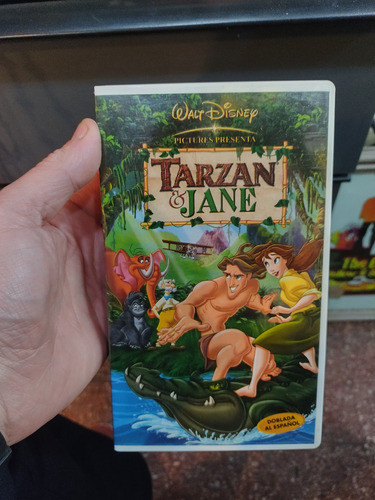 WALT DISNEY
PICTURES PRESENTA
TARZAN
& JANE
DOBLADA
AL ESPAÑOL